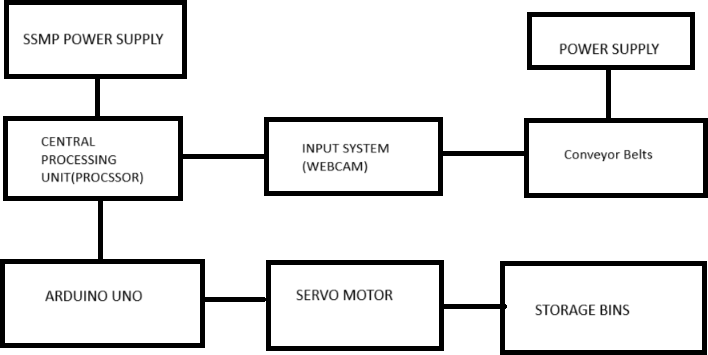 SSMP POWER SUPPLY
POWER SUPPLY
CENTRAL
PROCESSING
UNIT(PROCSSOR)
INPUT SYSTEM
(WEBCAM)
Conveyor Belts
ARDUINO UNO
SERVO MOTOR
STORAGE BINS